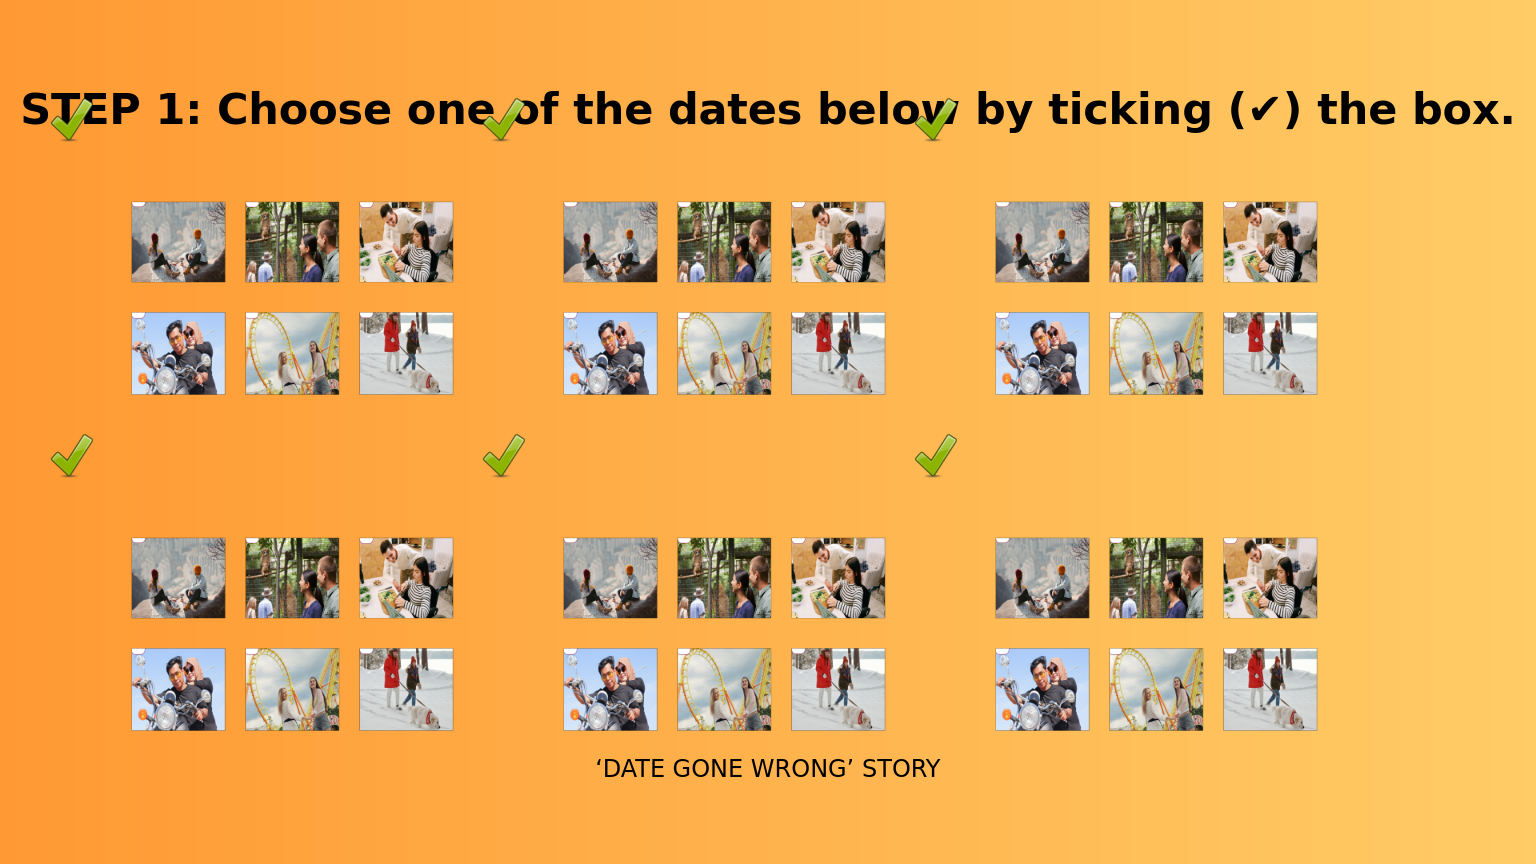 STEP 1: Choose one of the dates below by ticking (✔) the box.
‘DATE GONE WRONG’ STORY